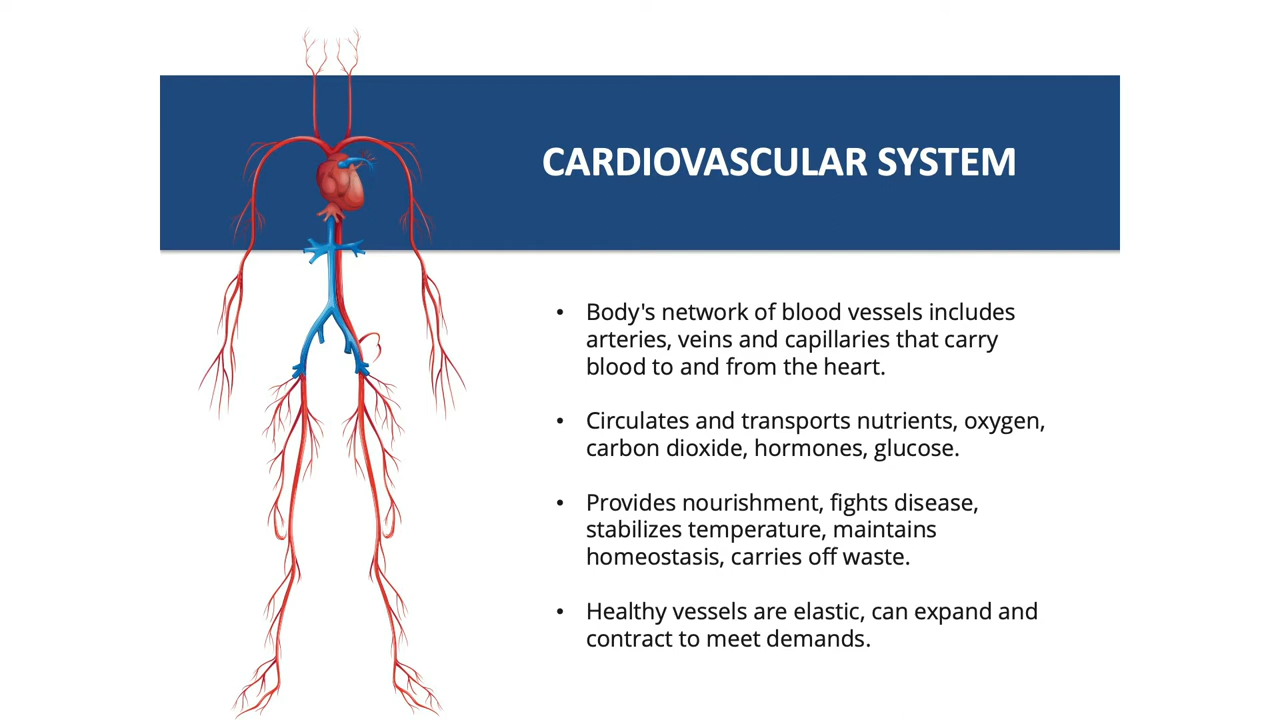 CARDIOVASCULAR SYSTEM
• Body's network of blood vessels includes
arteries, veins and capillaries that carry
blood to and from the heart.
• Circulates and transports nutrients, oxygen,
carbon dioxide, hormones, glucose.
• Provides nourishment, fights disease,
stabilizes temperature, maintains
homeostasis, carries off waste.
• Healthy vessels are elastic, can expand and
contract to meet demands.